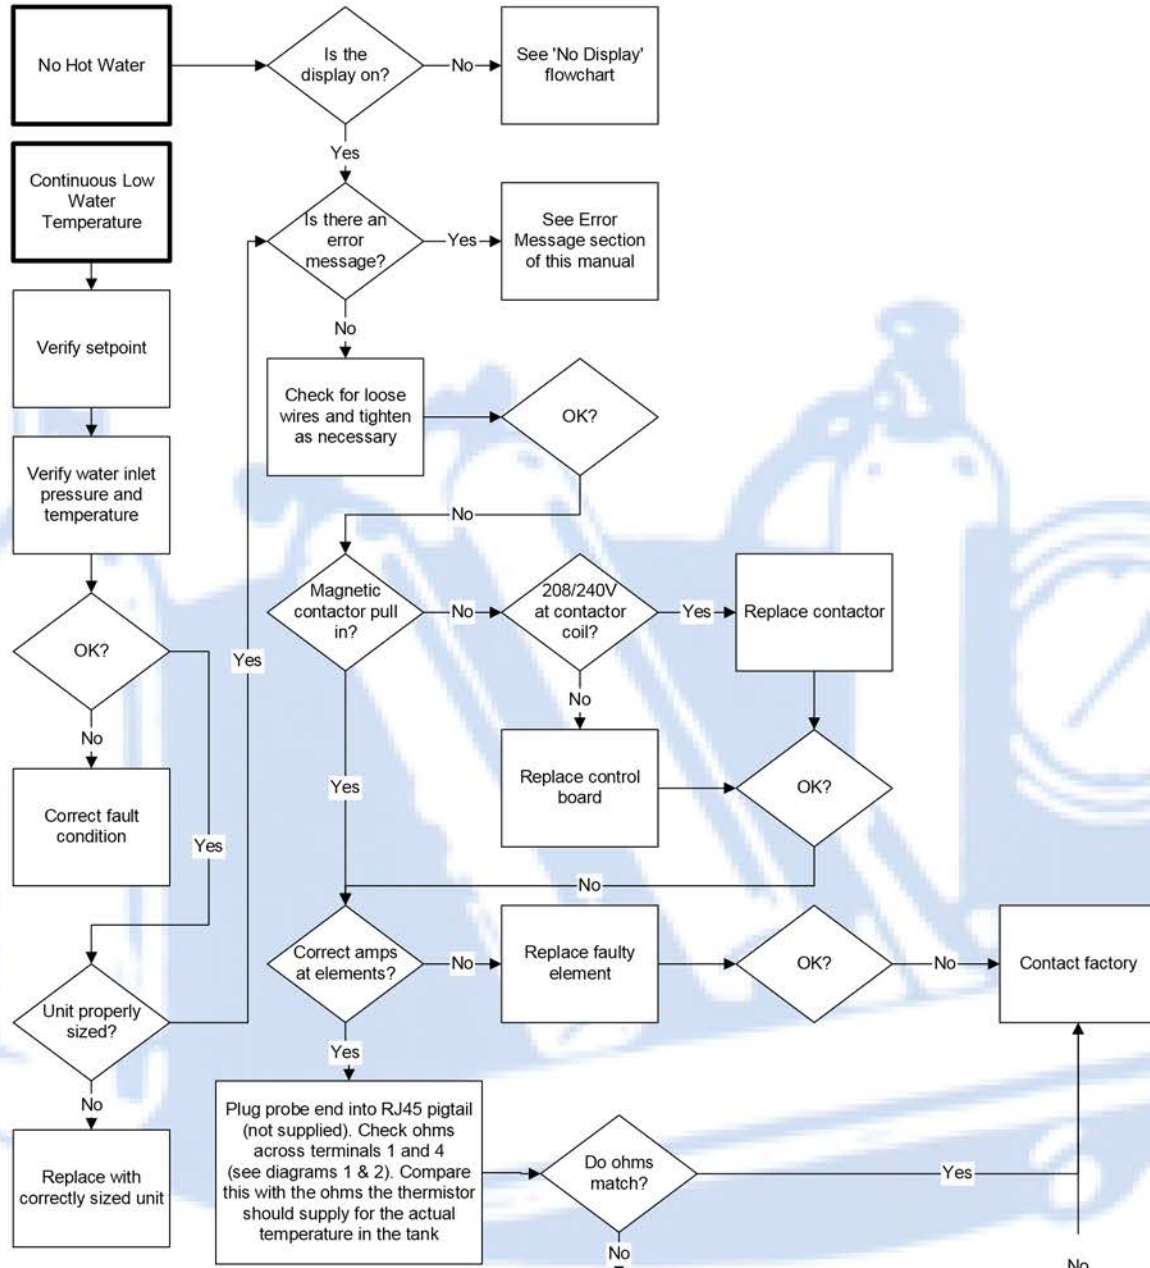 No Hot Water
Is the
display on?
No
See 'No Display'
flowchart
Yes
Continuous Low
Water
Temperature
Is there an
error
message?
Yes
See Error
Message section
of this manual
No
Verify setpoint
Check for loose
wires and tighten
as necessary
OK?
Verify water inlet
pressure and
temperature
No
Magnetic
contactor pull
in?
No
208/240V
at contactor
coil?
Yes
Replace contactor
OK?
Yes
No
No
Correct fault
condition
Yes
Replace control
board
OK?
Yes
No
Correct amps
at elements?
No
Replace faulty
element
OK?
No
Contact factory
Unit properly
sized?
Yes
No
Replace with
correctly sized unit
Plug probe end into RJ45 pigtail
(not supplied). Check ohms
across terminals 1 and 4
(see diagrams 1 & 2). Compare
this with the ohms the thermistor
should supply for the actual
temperature in the tank
Do ohms
match?
Yes
No
No